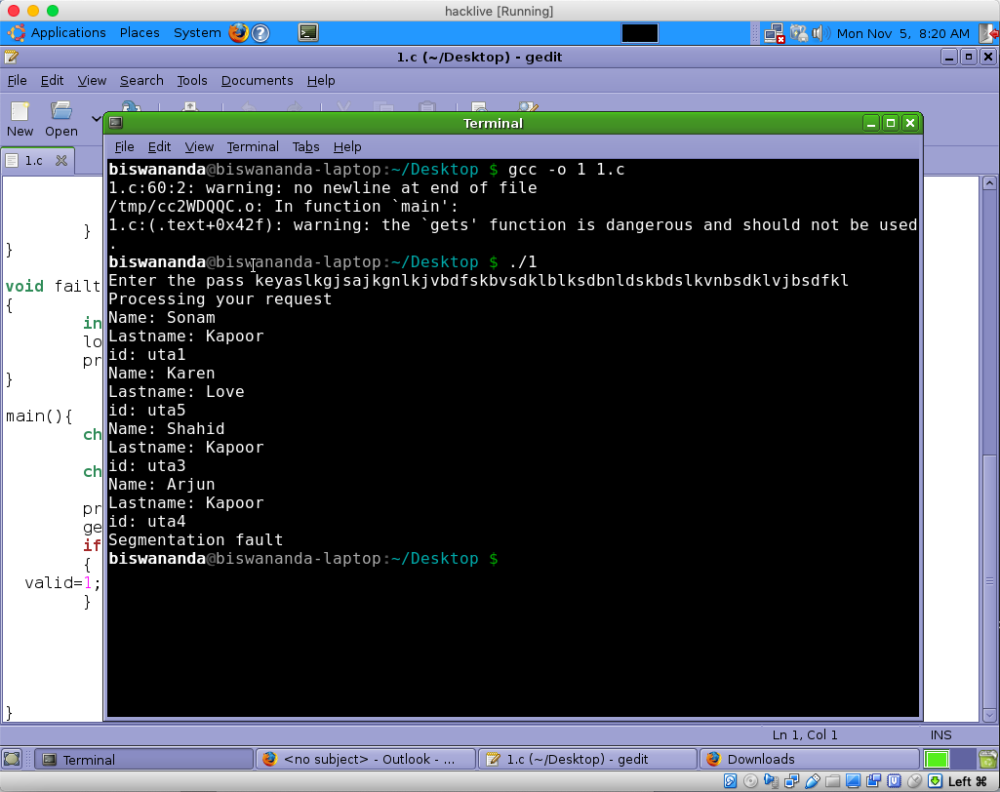 hacklive [Running]
Applications Places System Mon Nov 5, 8:20 AM
1.c (~/Desktop) - gedit
File Edit View Search Tools Documents Help
New Open
1.c
Terminal
File Edit View Terminal Tabs Help
biswananda@biswananda-laptop:~/Desktop $ gcc -o 1 1.c
1.c:60:2: warning: no newline at end of file
/tmp/cc2WDQQC.o: In function `main':
1.c:(.text+0x42f): warning: the `gets' function is dangerous and should not be used
.
biswananda@biswananda-laptop:~/Desktop $ ./1
Enter the pass keyaslkgjsajkgnlkjvbdfskbvsdklblksdbnldskbdslkvnbsdklvjbsdfkl
Processing your request
Name: Sonam
Lastname: Kapoor
id: uta1
Name: Karen
Lastname: Love
id: uta5
Name: Shahid
Lastname: Kapoor
id: uta3
Name: Arjun
Lastname: Kapoor
id: uta4
Segmentation fault
biswananda@biswananda-laptop:~/Desktop $
}
}
void failt
{
in
lo
pr
}
main(){
ch
ch
pr
ge
if
{
valid=1;
}
}
Ln 1, Col 1 INS
Terminal <no subject> - Outlook - ... 1.c (~/Desktop) - gedit Downloads
Left ⌘